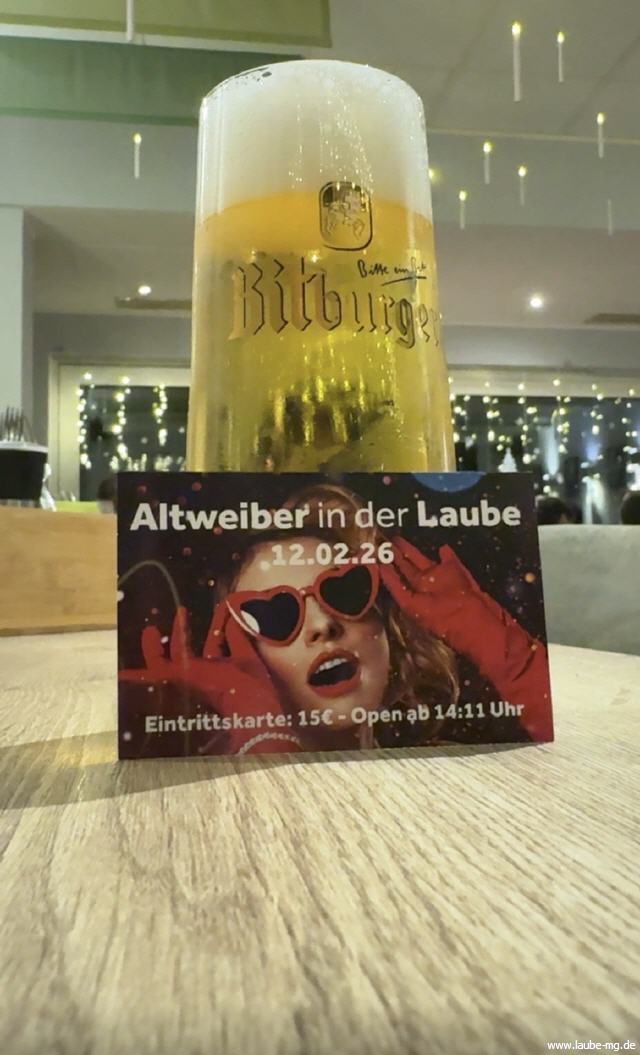 Bitte ein Bit
Bitburger
Altweiber in der Laube
12.02.26
Eintrittskarte: 15€ - Open ab 14:11 Uhr
www.laube-mg.de